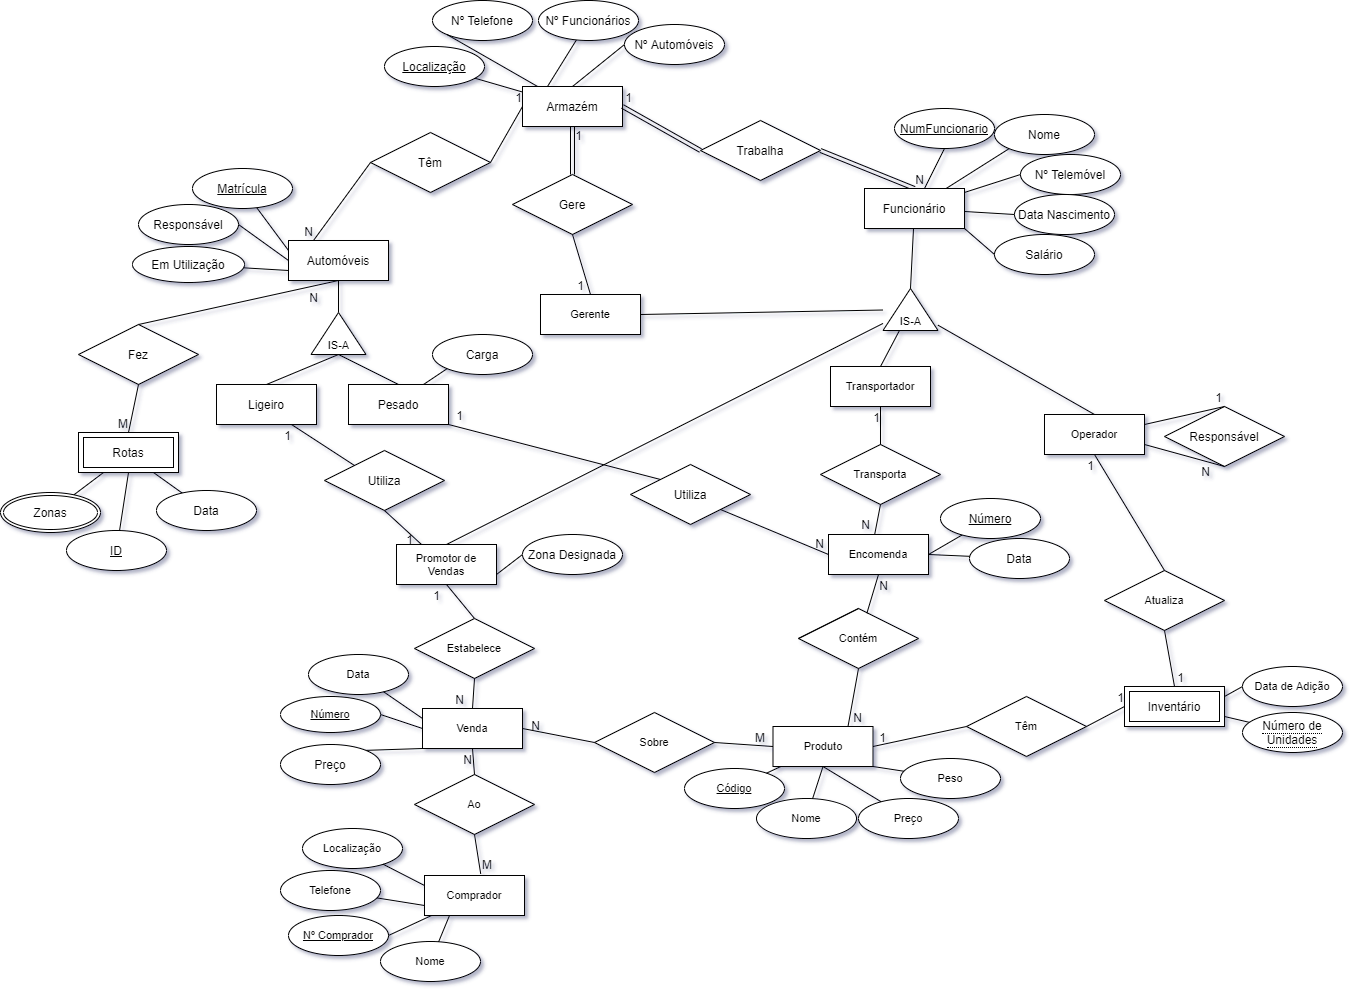 Nº Telefone
Nº Funcionários
Nº Automóveis
Localização
1
Armazém
1
1
Têm
Trabalha
NumFuncionario
Nome
Nº Telemóvel
N
Matrícula
Funcionário
Data Nascimento
Gere
Responsável
N
Automóveis
Em Utilização
Salário
1
N
Gerente
IS-A
IS-A
Fez
Carga
Transportador
Ligeiro
Pesado
1
1
1
M
1
Operador
Responsável
Rotas
1
N
Utiliza
Utiliza
Transporta
Zonas
Data
Número
N
ID
1
N
Promotor de
Vendas
Zona Designada
Encomenda
Data
N
1
Atualiza
Estabelece
Contém
Data
1
Data de Adição
N
1
Inventário
Número
N
N
Venda
Sobre
M
Produto
1
Têm
Número de
Unidades
Preço
N
Código
Peso
Ao
Nome
Preço
Localização
M
Telefone
Comprador
Nº Comprador
Nome